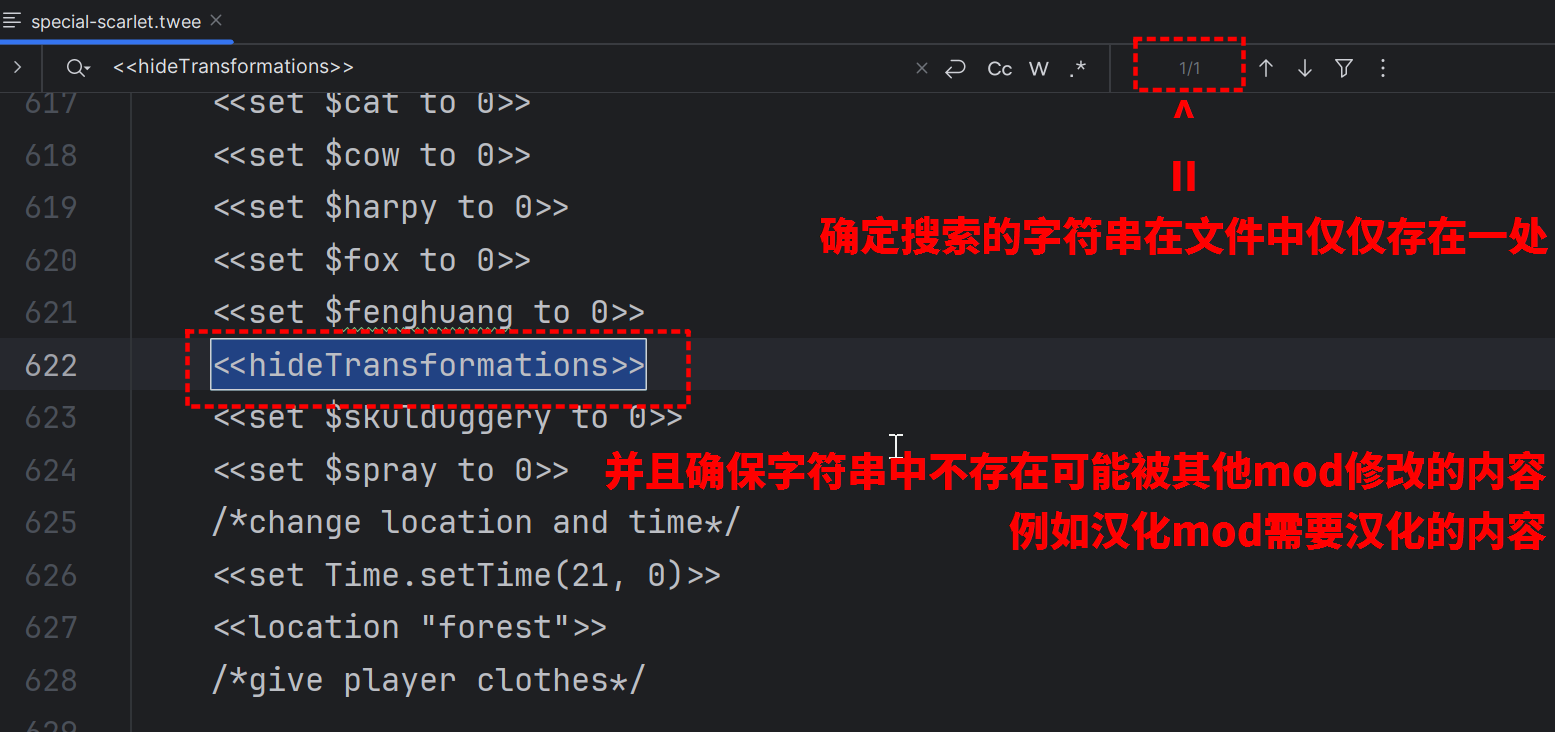 special-scarlet.twee
<<hideTransformations>>
Cc W .* 1/1
617 <<set $cat to 0>>
618 <<set $cow to 0>>
619 <<set $harpy to 0>>
确定搜索的字符串在文件中仅仅存在一处
620 <<set $fox to 0>>
621 <<set $fenghuang to 0>>
622 <<hideTransformations>>
623 <<set $skulduggery to 0>>
624 <<set $spray to 0>>
并且确保字符串中不存在可能被其他mod修改的内容
625 /*change location and time*/
例如汉化mod需要汉化的内容
626 <<set Time.setTime(21, 0)>>
627 <<location "forest">>
628 /*give player clothes*/
629